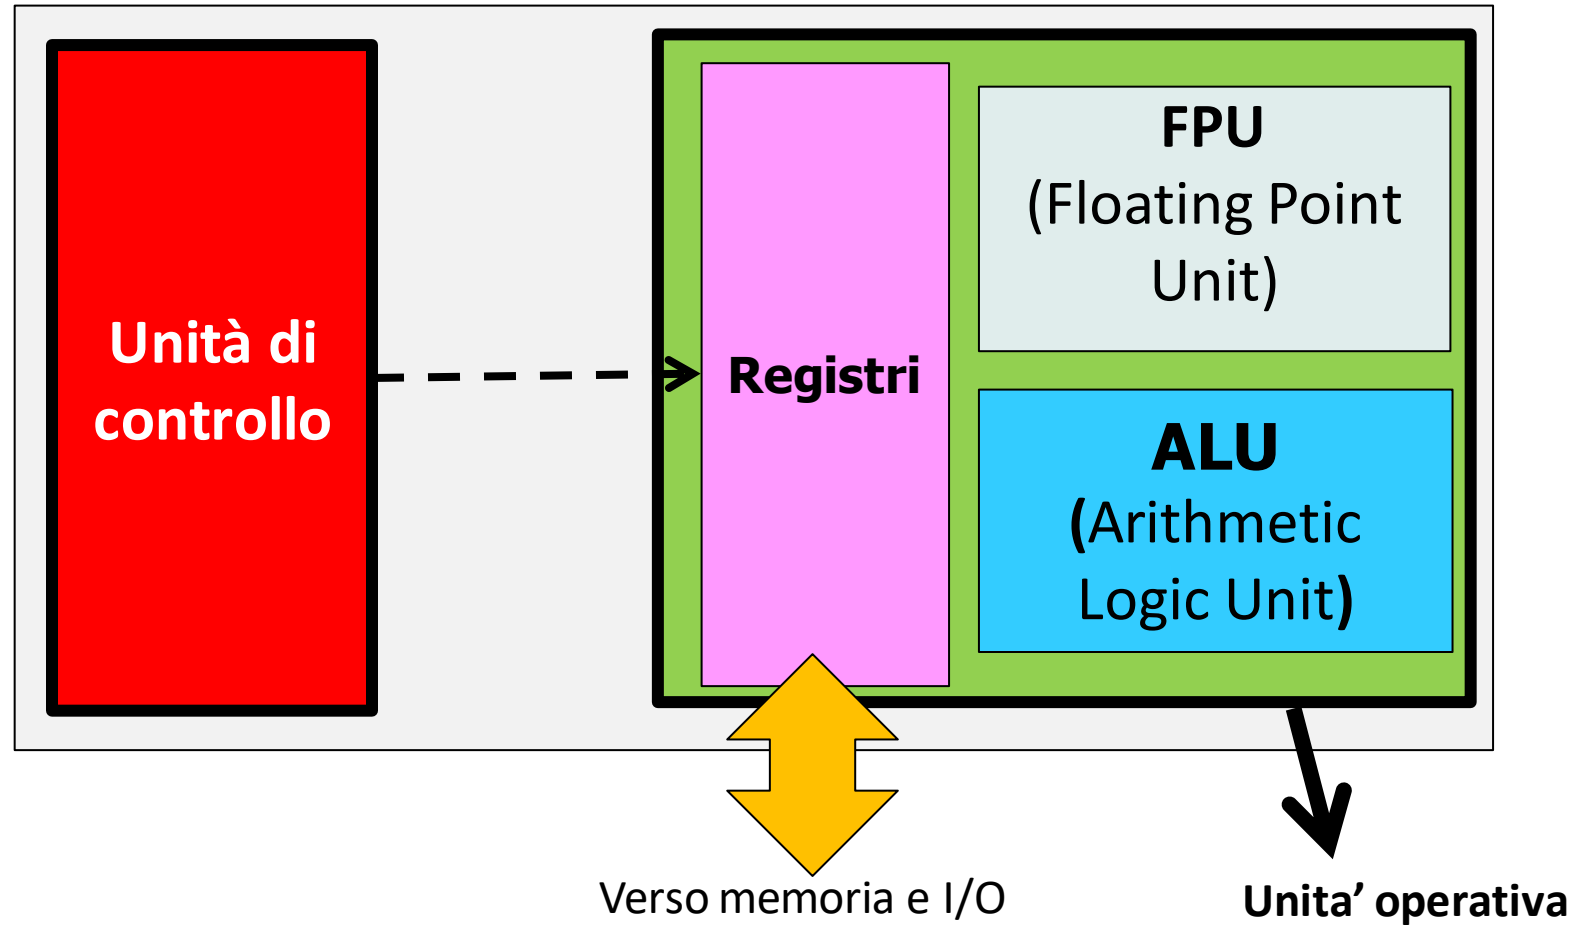 Unità di
controllo
Registri
FPU
(Floating Point
Unit)
ALU
(Arithmetic
Logic Unit)
Verso memoria e I/O
Unita’ operativa